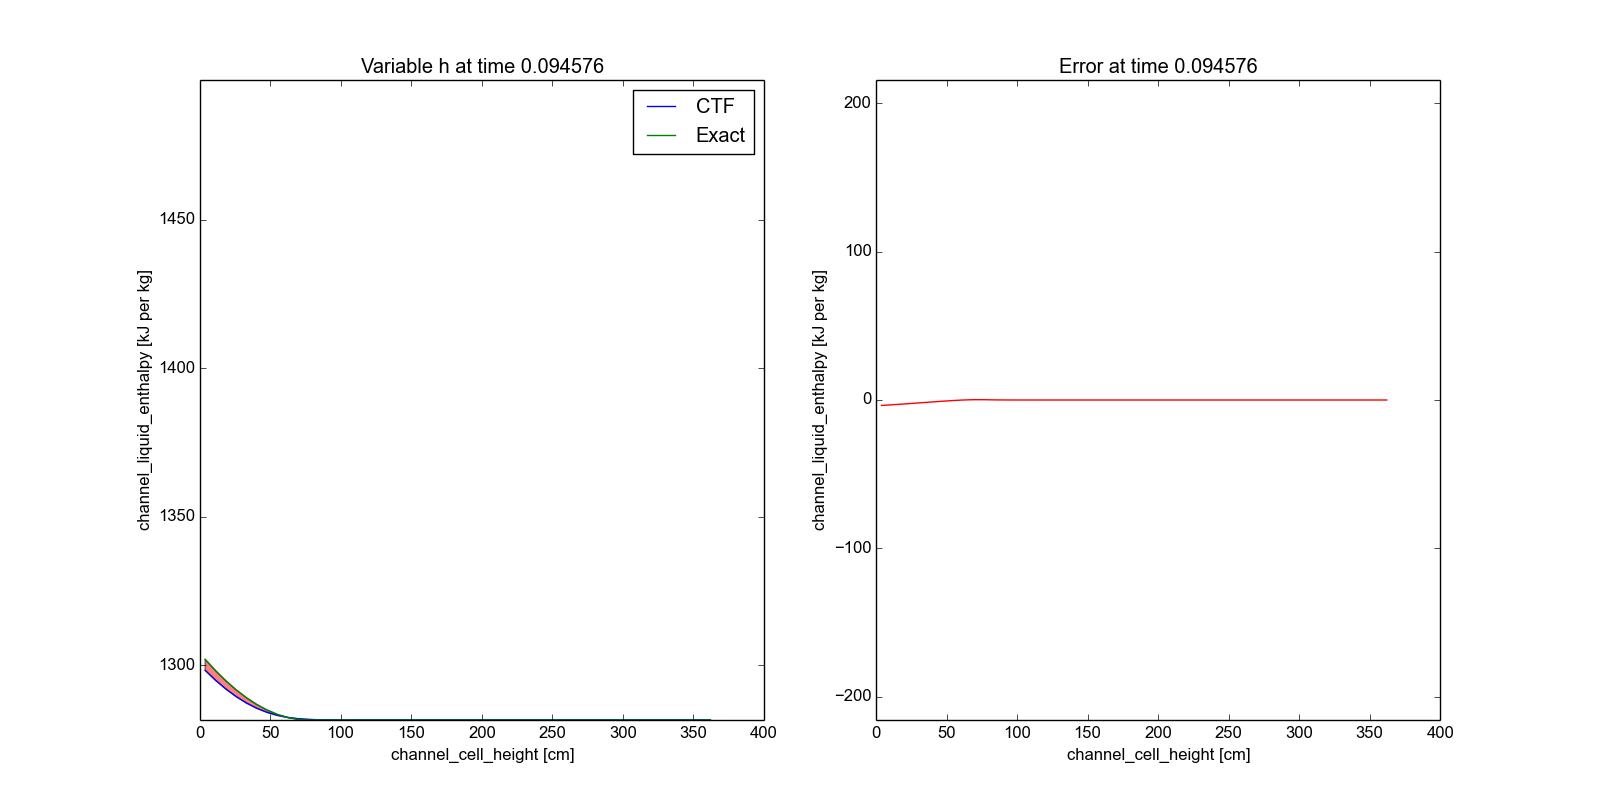 Variable h at time 0.094576
CTF
Exact
1450
1400
1350
1300
channel_liquid_enthalpy [kJ per kg]
0 50 100 150 200 250 300 350 400
channel_cell_height [cm]
Error at time 0.094576
200
100
0
−100
−200
channel_liquid_enthalpy [kJ per kg]
0 50 100 150 200 250 300 350 400
channel_cell_height [cm]